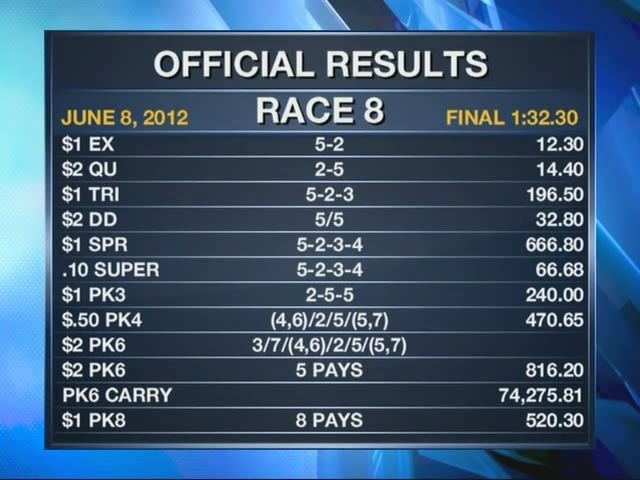 OFFICIAL RESULTS
JUNE 8, 2012 RACE 8 FINAL 1:32.30
$1 EX 5-2 12.30
$2 QU 2-5 14.40
$1 TRI 5-2-3 196.50
$2 DD 5/5 32.80
$1 SPR 5-2-3-4 666.80
.10 SUPER 5-2-3-4 66.68
$1 PK3 2-5-5 240.00
$.50 PK4 (4,6)/2/5/(5,7) 470.65
$2 PK6 3/7/(4,6)/2/5/(5,7)
$2 PK6 5 PAYS 816.20
PK6 CARRY 74,275.81
$1 PK8 8 PAYS 520.30